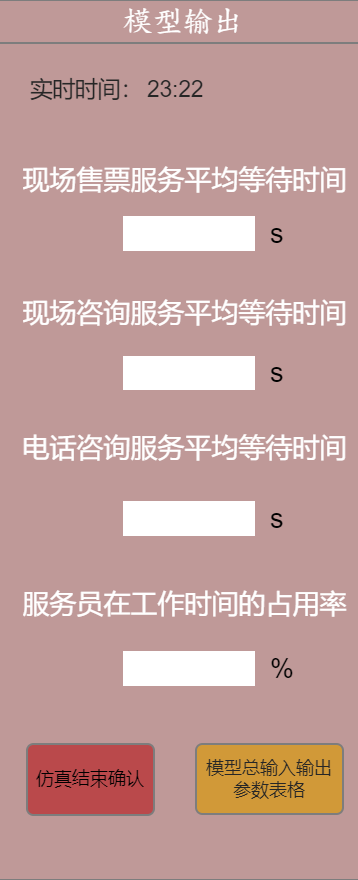 模型输出
实时时间： 23:22
现场售票服务平均等待时间
s
现场咨询服务平均等待时间
s
电话咨询服务平均等待时间
s
服务员在工作时间的占用率
%
仿真结束确认
模型总输入输出
参数表格